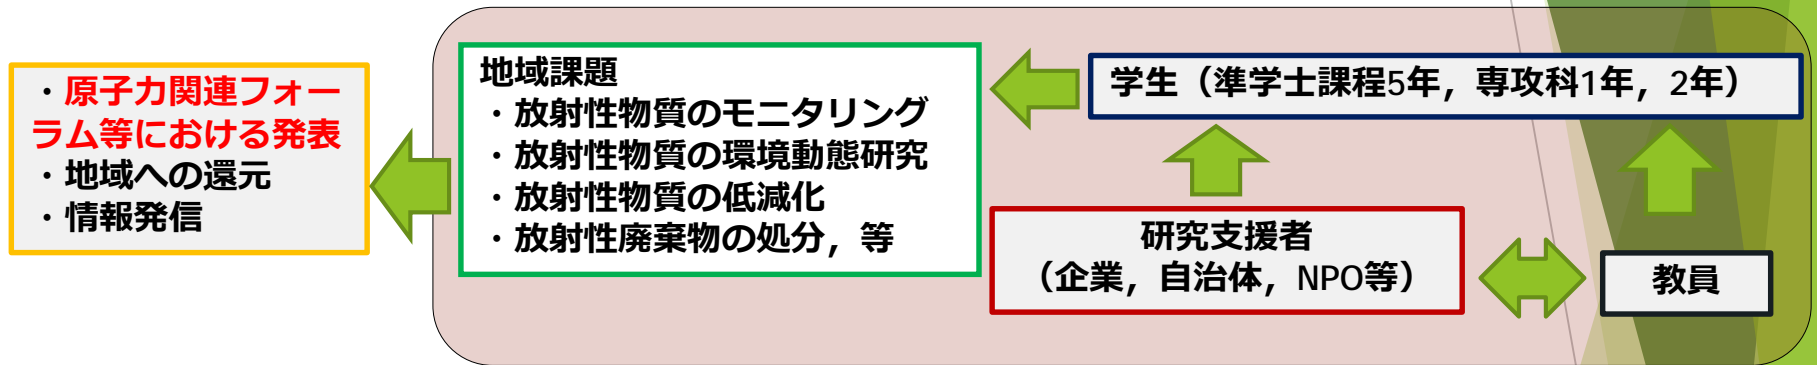 ・原子力関連フォー
ラム等における発表
・地域への還元
・情報発信
地域課題
・放射性物質のモニタリング
・放射性物質の環境動態研究
・放射性物質の低減化
・放射性廃棄物の処分，等
学生（準学士課程5年，専攻科1年，2年）
研究支援者
（企業，自治体，NPO等）
教員